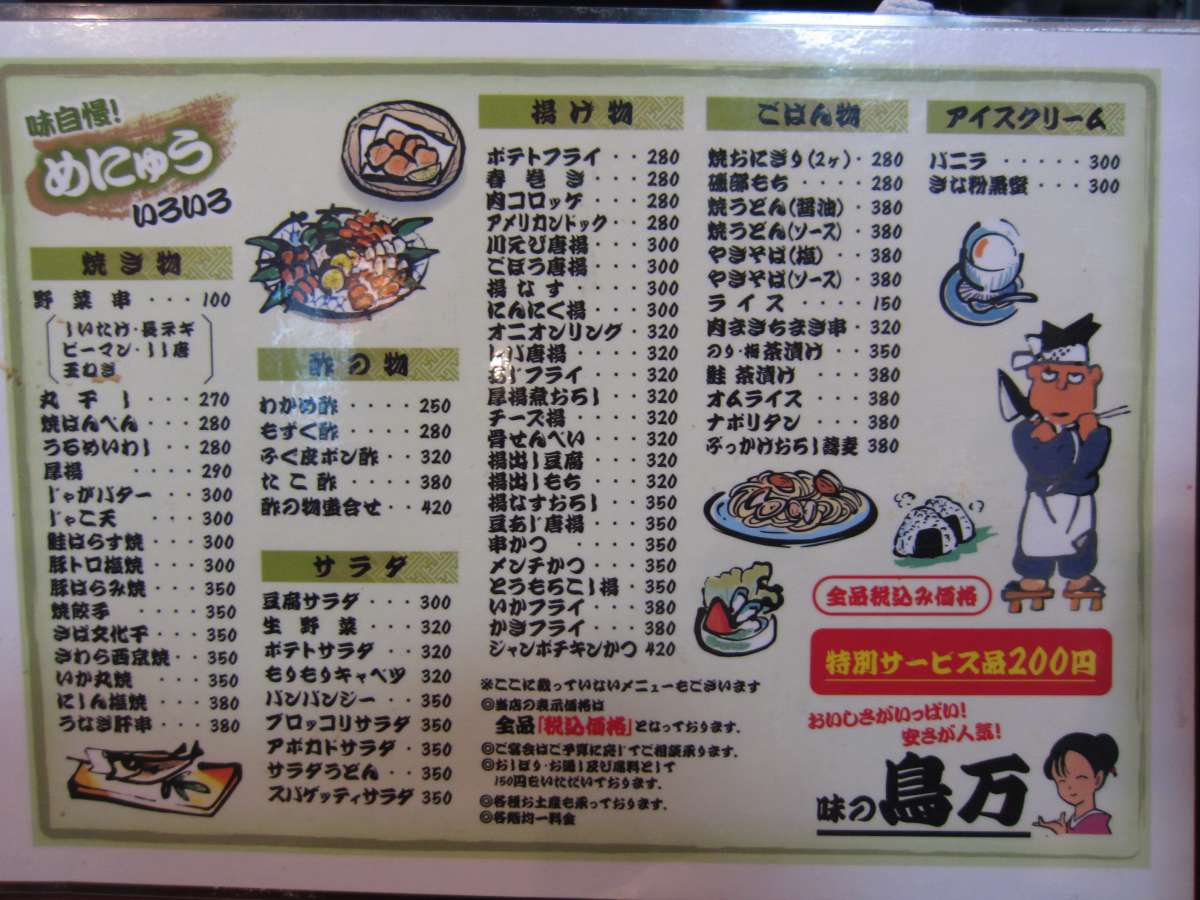 味自慢!
めにゅう
いろいろ
焼き物
野菜串・・・100
しいたけ・長ネギ
ピーマン・しし唐
玉ねぎ
丸干し・・・270
焼はんぺん・・280
うるめいわし・・280
厚揚・・・290
じゃがバター・・300
じゃこ天・・・300
鮭はらす焼・・・300
豚トロ塩焼・・・300
豚はらみ焼・・・350
焼餃子・・・350
さば文化干・・・350
さわら西京焼・・350
いか丸焼・・・350
にしん塩焼・・・380
うなぎ肝串・・・380
酢の物
わかめ酢・・・・250
もずく酢・・・・280
ふぐ皮ポン酢・・320
たこ酢・・・・380
酢の物盛合せ・・420
サラダ
豆腐サラダ・・・300
生野菜・・・320
ポテトサラダ・・320
もりもりキャベツ 320
バンバンジー・・350
ブロッコリサラダ 350
アボカドサラダ・350
サラダうどん・・350
スパゲッティサラダ 350
揚げ物
ポテトフライ・・280
春巻き・・・280
肉コロッケ・・・280
アメリカンドック・・280
川えび唐揚・・・300
ごぼう唐揚・・・300
揚なす・・・300
にんにく揚・・・300
オニオンリング・320
レバ唐揚・・・320
あじフライ・・・320
厚揚煮おろし・・320
チーズ揚・・・320
骨せんべい・・・320
揚出し豆腐・・・320
揚出しもち・・・320
揚なすおろし・・350
豆あじ唐揚・・・350
串かつ・・・・350
メンチかつ・・・350
とうもろこし揚・350
いかフライ・・・380
かきフライ・・・380
ジャンボチキンかつ 420
※ここに載っていないメニューもございます
◎当店の表示価格は
全品「税込価格」となっております。
◎ご宴会はご予算に応じてご相談承ります。
◎おしぼり・お通し及び席料として
150円をいただいております。
◎各種お土産も承っております。
◎各階均一料金
ごはん物
焼おにぎり(2ヶ)・280
磯部もち・・・・280
焼うどん(醤油)・380
焼うどん(ソース)・380
やきそば(塩)・・380
やきそば(ソース)・380
ライス・・・・150
肉まきちまき串・320
のり・梅茶漬け・・350
鮭茶漬け・・・380
オムライス・・・380
ナポリタン・・・380
ぶっかけおろし蕎麦 380
アイスクリーム
バニラ・・・・・300
きな粉黒蜜・・・300
全品税込み価格
特別サービス品200円
おいしさがいっぱい!
安さが人気!
味の鳥万